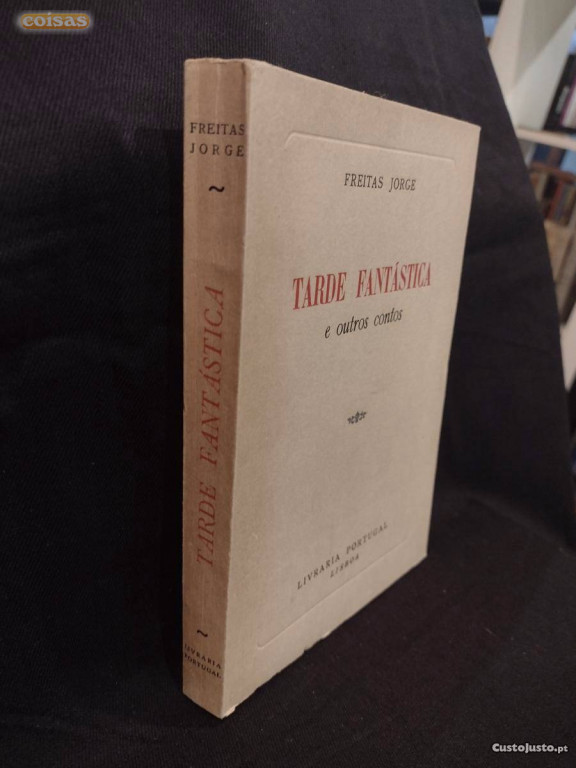 coisas
FREITAS
JORGE
~
TARDE FANTÁSTICA
~
LIVRARIA
PORTUGAL
FREITAS JORGE
TARDE FANTÁSTICA
e outros contos
LIVRARIA PORTUGAL
LISBOA
CustoJusto.pt